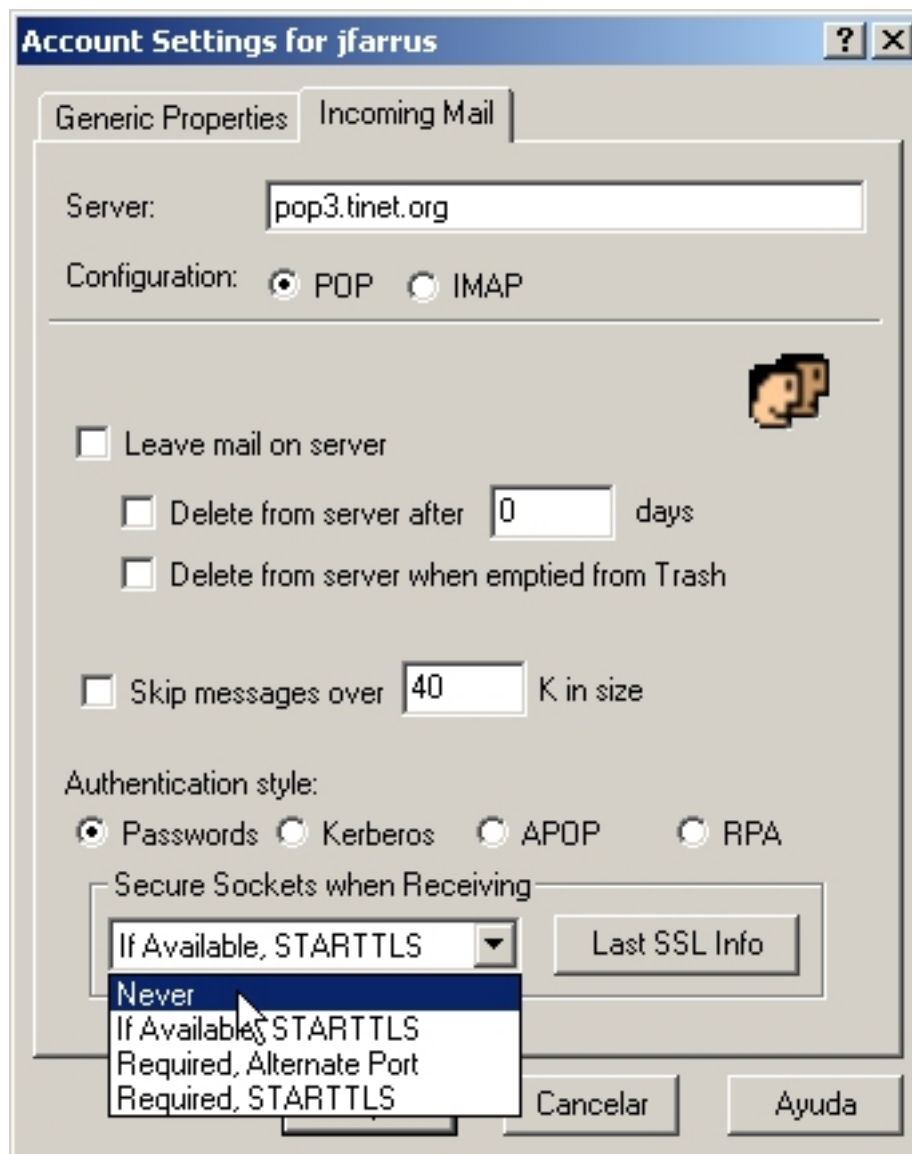 Account Settings for jfarrus
Generic Properties Incoming Mail
Server: pop3.tinet.org
Configuration: POP IMAP
Leave mail on server
Delete from server after 0 days
Delete from server when emptied from Trash
Skip messages over 40 K in size
Authentication style:
Passwords Kerberos APOP RPA
Secure Sockets when Receiving
If Available, STARTTLS Last SSL Info
Never
If Available, STARTTLS
Required, Alternate Port
Required, STARTTLS
Cancelar Ayuda